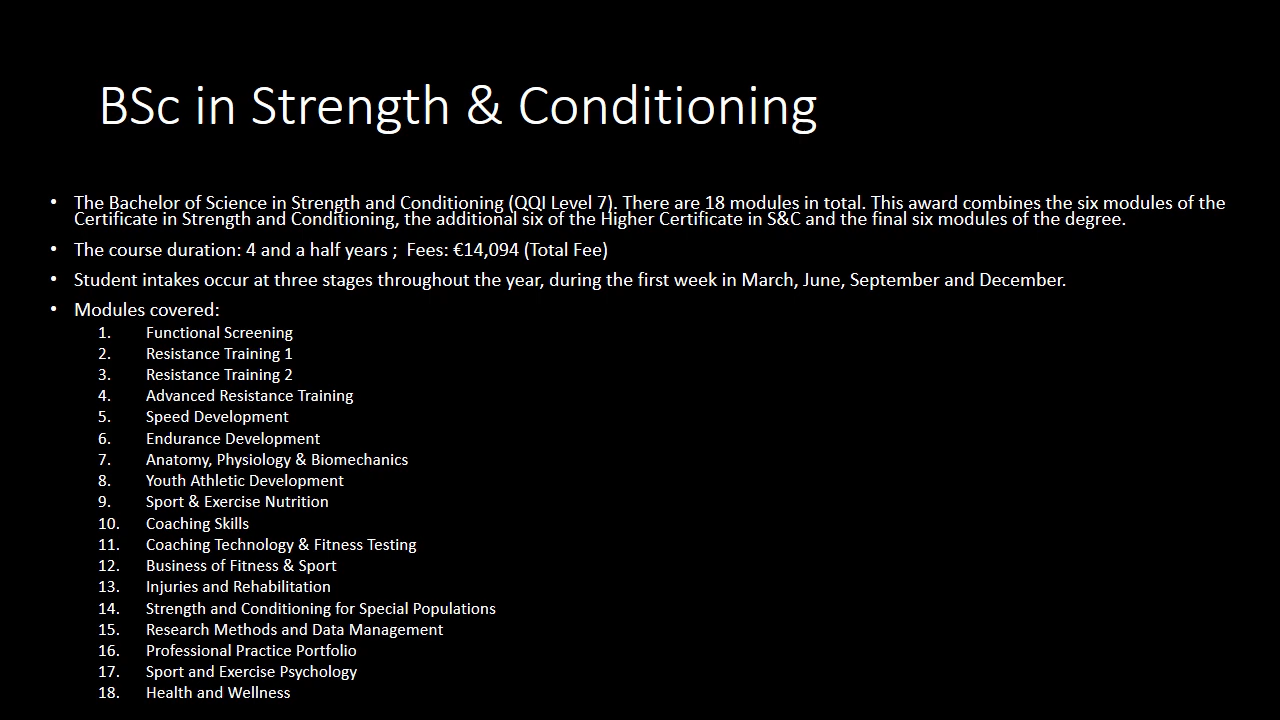 BSc in Strength & Conditioning
• The Bachelor of Science in Strength and Conditioning (QQI Level 7). There are 18 modules in total. This award combines the six modules of the
Certificate in Strength and Conditioning, the additional six of the Higher Certificate in S&C and the final six modules of the degree.
• The course duration: 4 and a half years ; Fees: €14,094 (Total Fee)
• Student intakes occur at three stages throughout the year, during the first week in March, June, September and December.
• Modules covered:
1. Functional Screening
2. Resistance Training 1
3. Resistance Training 2
4. Advanced Resistance Training
5. Speed Development
6. Endurance Development
7. Anatomy, Physiology & Biomechanics
8. Youth Athletic Development
9. Sport & Exercise Nutrition
10. Coaching Skills
11. Coaching Technology & Fitness Testing
12. Business of Fitness & Sport
13. Injuries and Rehabilitation
14. Strength and Conditioning for Special Populations
15. Research Methods and Data Management
16. Professional Practice Portfolio
17. Sport and Exercise Psychology
18. Health and Wellness